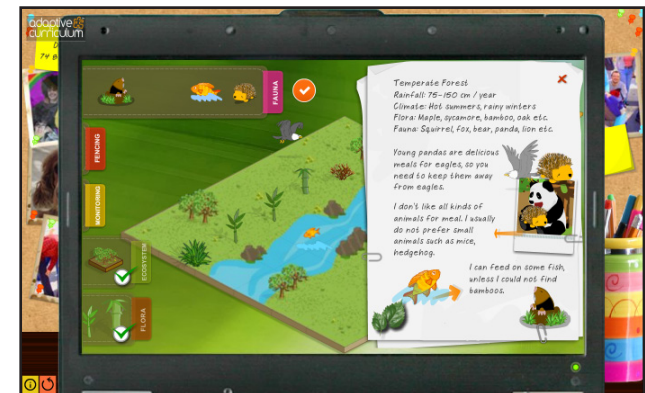 adaptive
curriculum
FAUNA
FENCING
MONITORING
ECOSYSTEM
FLORA
Temperate Forest
Rainfall: 75-150 cm / year
Climate: Hot summers, rainy winters
Flora: Maple, sycamore, bamboo, oak etc.
Fauna: Squirrel, fox, bear, panda, lion etc.
Young pandas are delicious
meals for eagles, so you
need to keep them away
from eagles.
I don't like all kinds of
animals for meal. I usually
do not prefer small
animals such as mice,
hedgehog.
I can feed on some fish,
unless I could not find
bamboos.